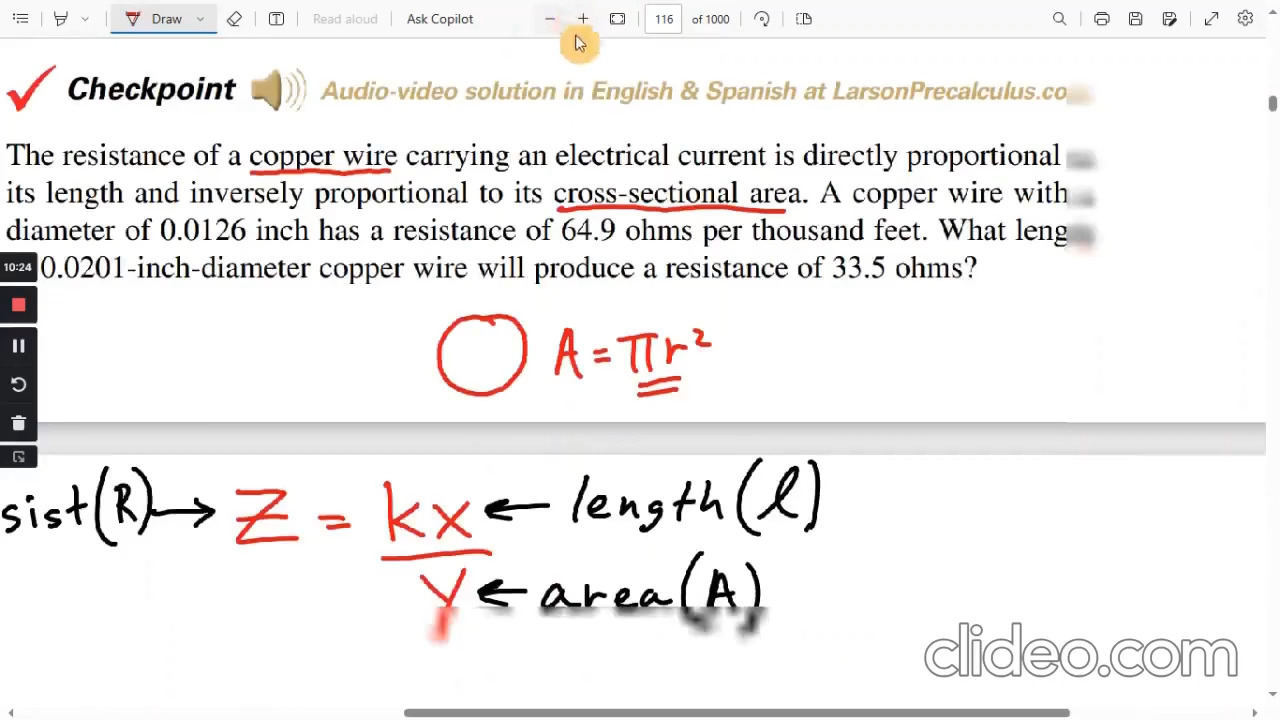 Draw Read aloud Ask Copilot 116 of 1000
Checkpoint Audio-video solution in English & Spanish at LarsonPrecalculus.co
The resistance of a copper wire carrying an electrical current is directly proportional
its length and inversely proportional to its cross-sectional area. A copper wire with
diameter of 0.0126 inch has a resistance of 64.9 ohms per thousand feet. What leng
10:24 0.0201-inch-diameter copper wire will produce a resistance of 33.5 ohms?
A = πr²
sist(R) → Z = kx ← length(l)
y ← area(A)
clideo.com